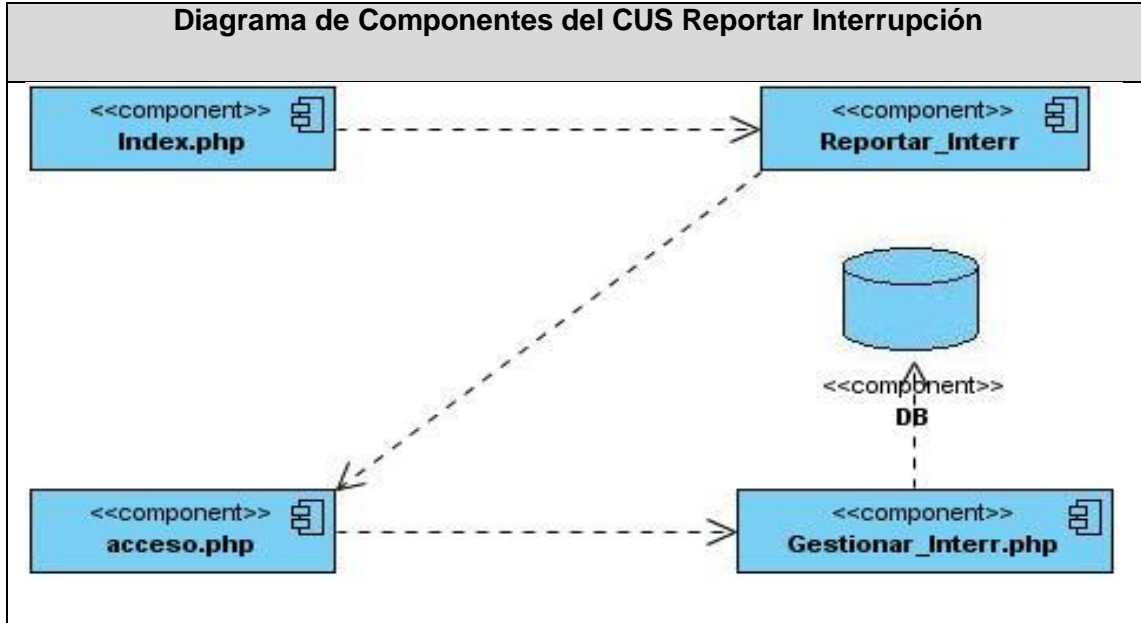 Diagrama de Componentes del CUS Reportar Interrupción
<<component>>
Index.php
<<component>>
Reportar_Interr
<<component>>
DB
<<component>>
acceso.php
<<component>>
Gestionar_Interr.php